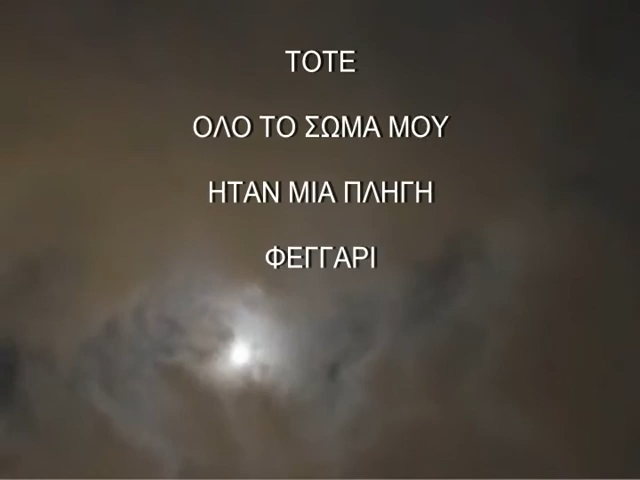 ΤΟΤΕ
ΟΛΟ ΤΟ ΣΩΜΑ ΜΟΥ
ΗΤΑΝ ΜΙΑ ΠΛΗΓΗ
ΦΕΓΓΑΡΙ